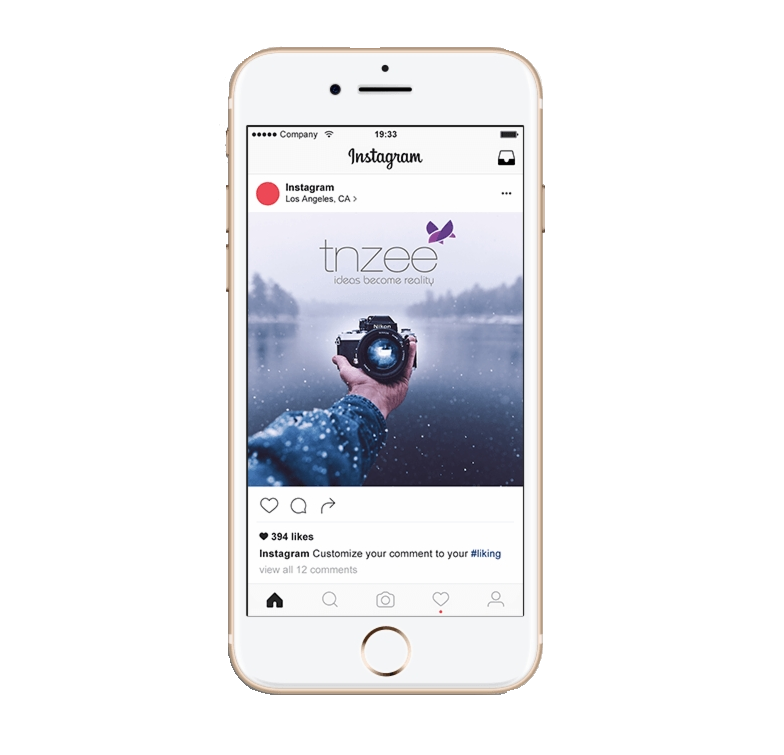 Company 19:33
Instagram
Instagram
Los Angeles, CA >
tnzee
ideas become reality
Nikon
394 likes
Instagram Customize your comment to your #liking
view all 12 comments